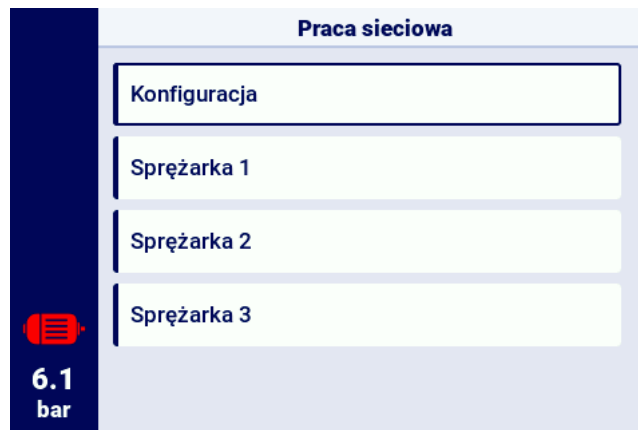 Praca sieciowa
Konfiguracja
Sprężarka 1
Sprężarka 2
Sprężarka 3
6.1
bar